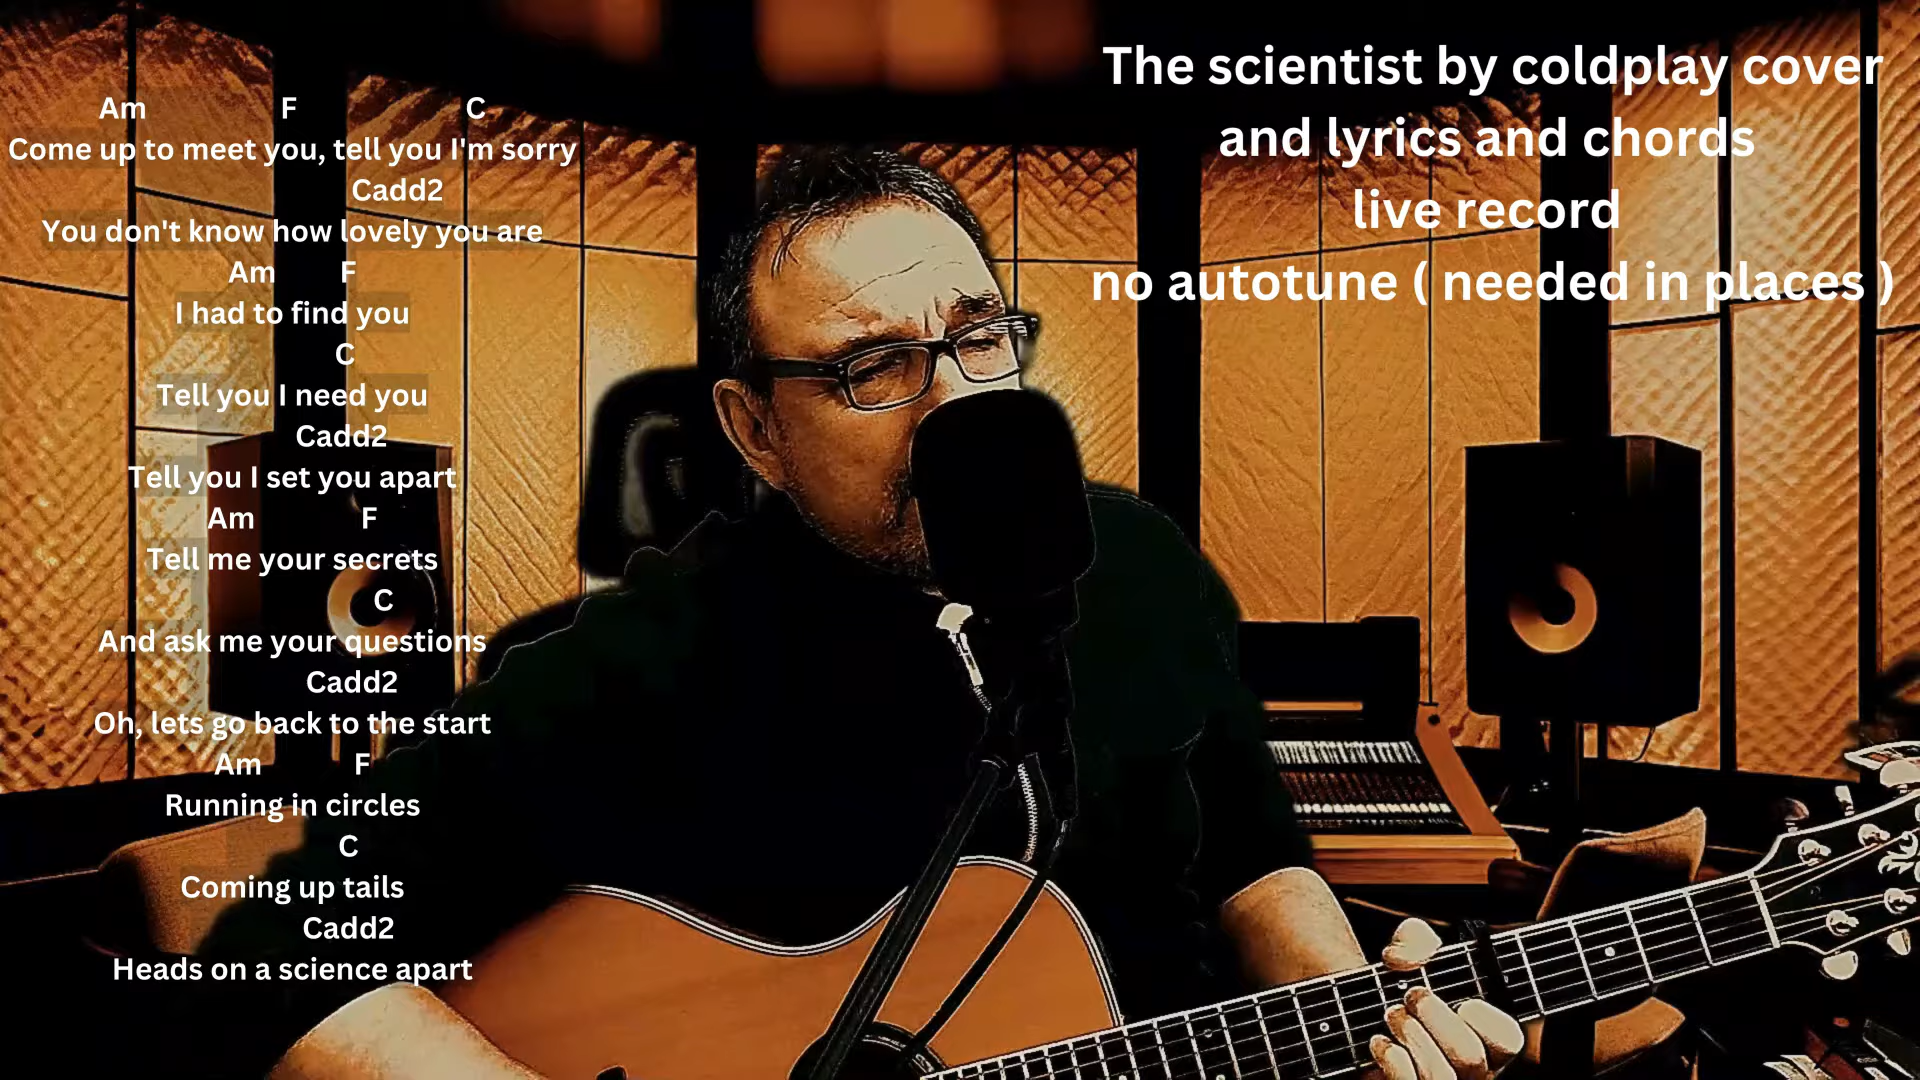 Am F C
Come up to meet you, tell you I'm sorry
Cadd2
You don't know how lovely you are
Am F
I had to find you
C
Tell you I need you
Cadd2
Tell you I set you apart
Am F
Tell me your secrets
C
And ask me your questions
Cadd2
Oh, lets go back to the start
Am F
Running in circles
C
Coming up tails
Cadd2
Heads on a science apart
The scientist by coldplay cover
and lyrics and chords
live record
no autotune ( needed in places )